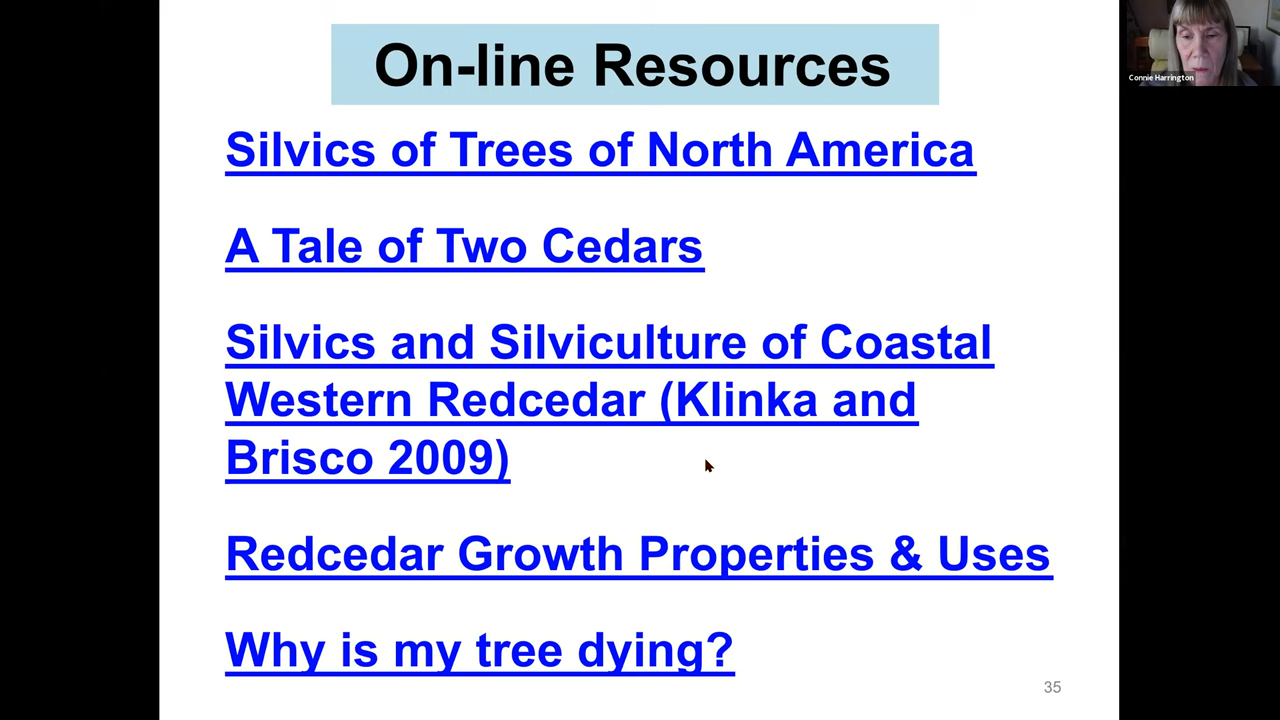 On-line Resources
Connie Harrington
Silvics of Trees of North America
A Tale of Two Cedars
Silvics and Silviculture of Coastal
Western Redcedar (Klinka and
Brisco 2009)
Redcedar Growth Properties & Uses
Why is my tree dying?
35